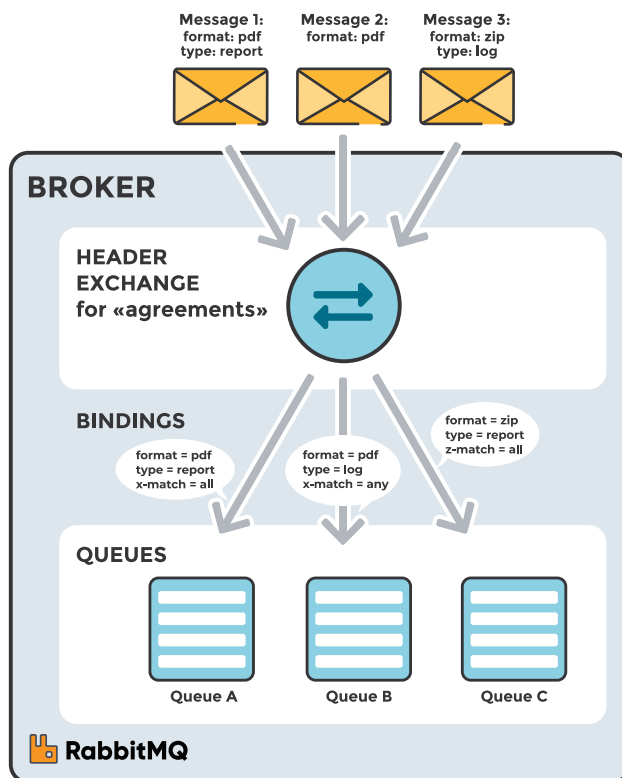 Message 1:
format: pdf
type: report
Message 2:
format: pdf
Message 3:
format: zip
type: log
BROKER
HEADER
EXCHANGE
for «agreements»
BINDINGS
format = pdf
type = report
x-match = all
format = pdf
type = log
x-match = any
format = zip
type = report
z-match = all
QUEUES
Queue A
Queue B
Queue C
RabbitMQ